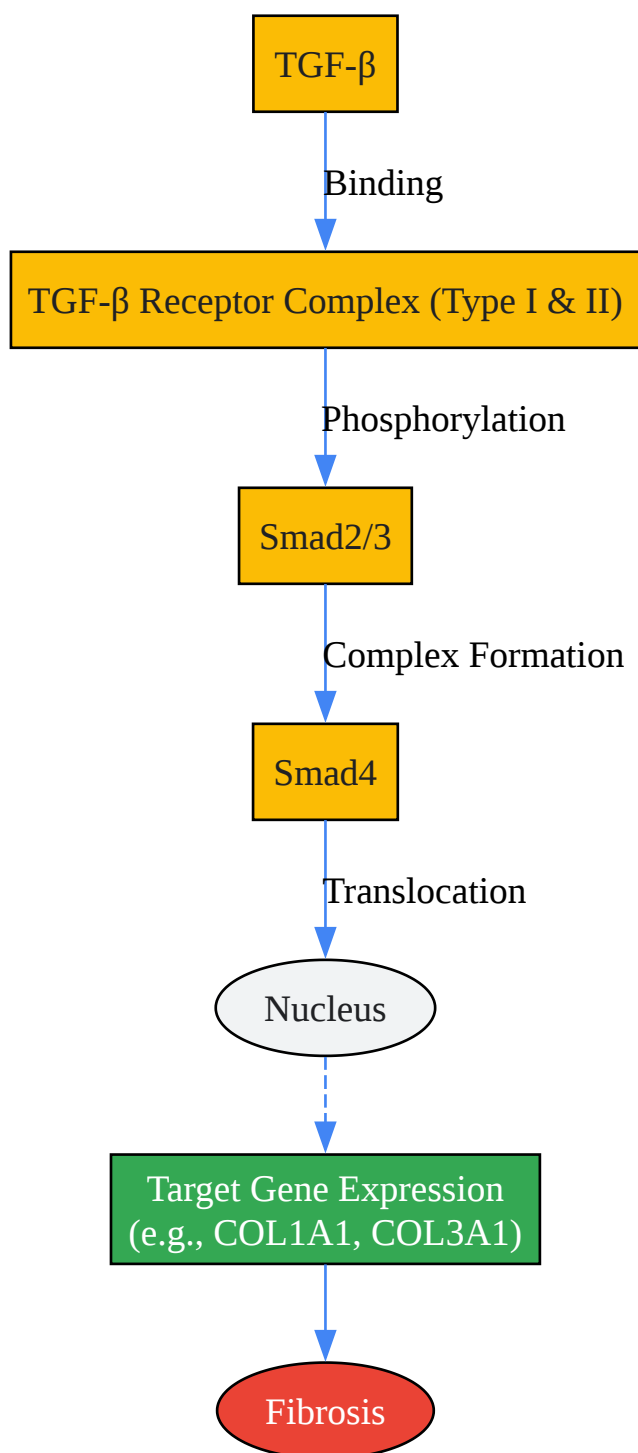 TGF-β
Binding
TGF-β Receptor Complex (Type I & II)
Phosphorylation
Smad2/3
Complex Formation
Smad4
Translocation
Nucleus
Target Gene Expression
(e.g., COL1A1, COL3A1)
Fibrosis